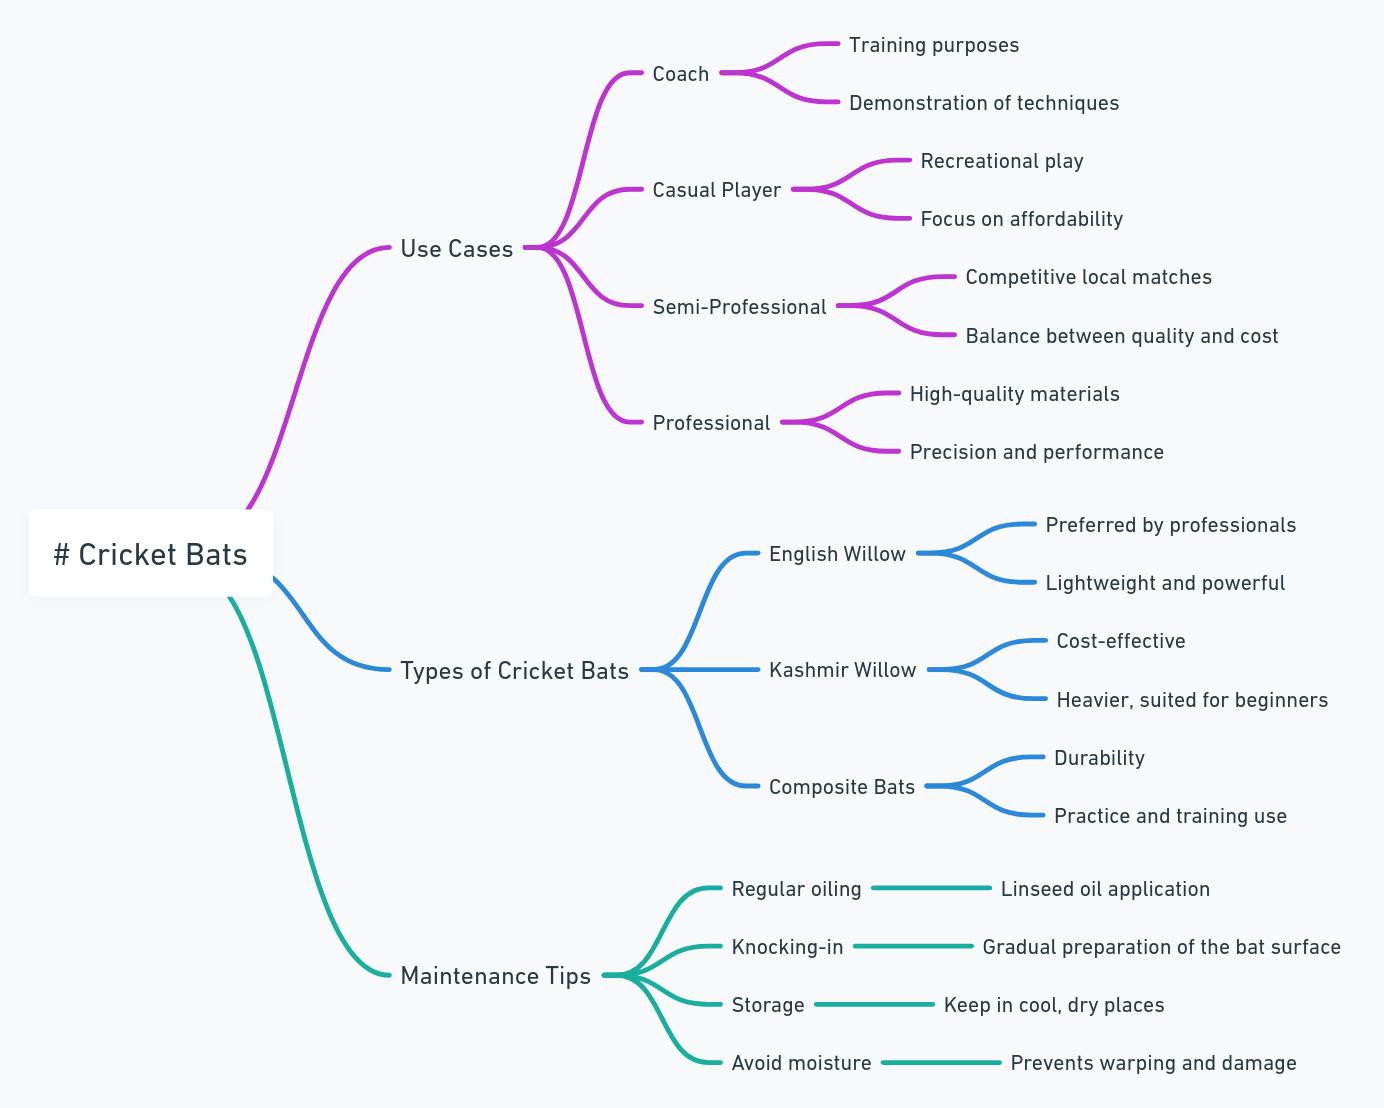 # Cricket Bats
Use Cases
Coach
Training purposes
Demonstration of techniques
Casual Player
Recreational play
Focus on affordability
Semi-Professional
Competitive local matches
Balance between quality and cost
Professional
High-quality materials
Precision and performance
Types of Cricket Bats
English Willow
Preferred by professionals
Lightweight and powerful
Kashmir Willow
Cost-effective
Heavier, suited for beginners
Composite Bats
Durability
Practice and training use
Maintenance Tips
Regular oiling
Linseed oil application
Knocking-in
Gradual preparation of the bat surface
Storage
Keep in cool, dry places
Avoid moisture
Prevents warping and damage